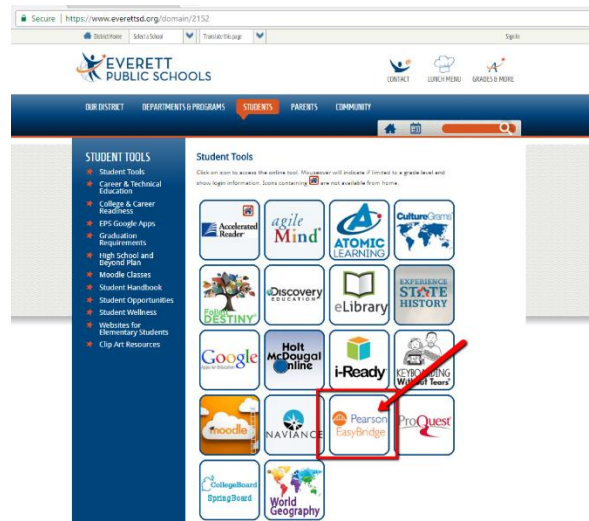 Secure | https://www.everettsd.org/domain/2152
District Home Select a School Translate this page Sign In
EVERETT
PUBLIC SCHOOLS
CONTACT LUNCH MENU GRADES & MORE
OUR DISTRICT DEPARTMENTS & PROGRAMS STUDENTS PARENTS COMMUNITY
STUDENT TOOLS
Student Tools
Career & Technical
Education
College & Career
Readiness
EPS Google Apps
Graduation
Requirements
High School and
Beyond Plan
Moodle Classes
Student Handbook
Student Opportunities
Student Wellness
Websites for
Elementary Students
Clip Art Resources
Student Tools
Click on icon to access the online tool. Mouseover will indicate if limited to a grade level and
show login information. Icons containing are not available from home.
Accelerated
Reader
agile
Mind
ATOMIC
LEARNING
CultureGrams
Follett
DESTINY
Discovery
EDUCATION
eLibrary
EXPERIENCE
STATE
HISTORY
Google
Apps for Education
Holt
McDougal
Online
i-Ready
KEYBOARDING
Without Tears
moodle
NAVIANCE
Pearson
EasyBridge
ProQuest
CollegeBoard
SpringBoard
World
Geography